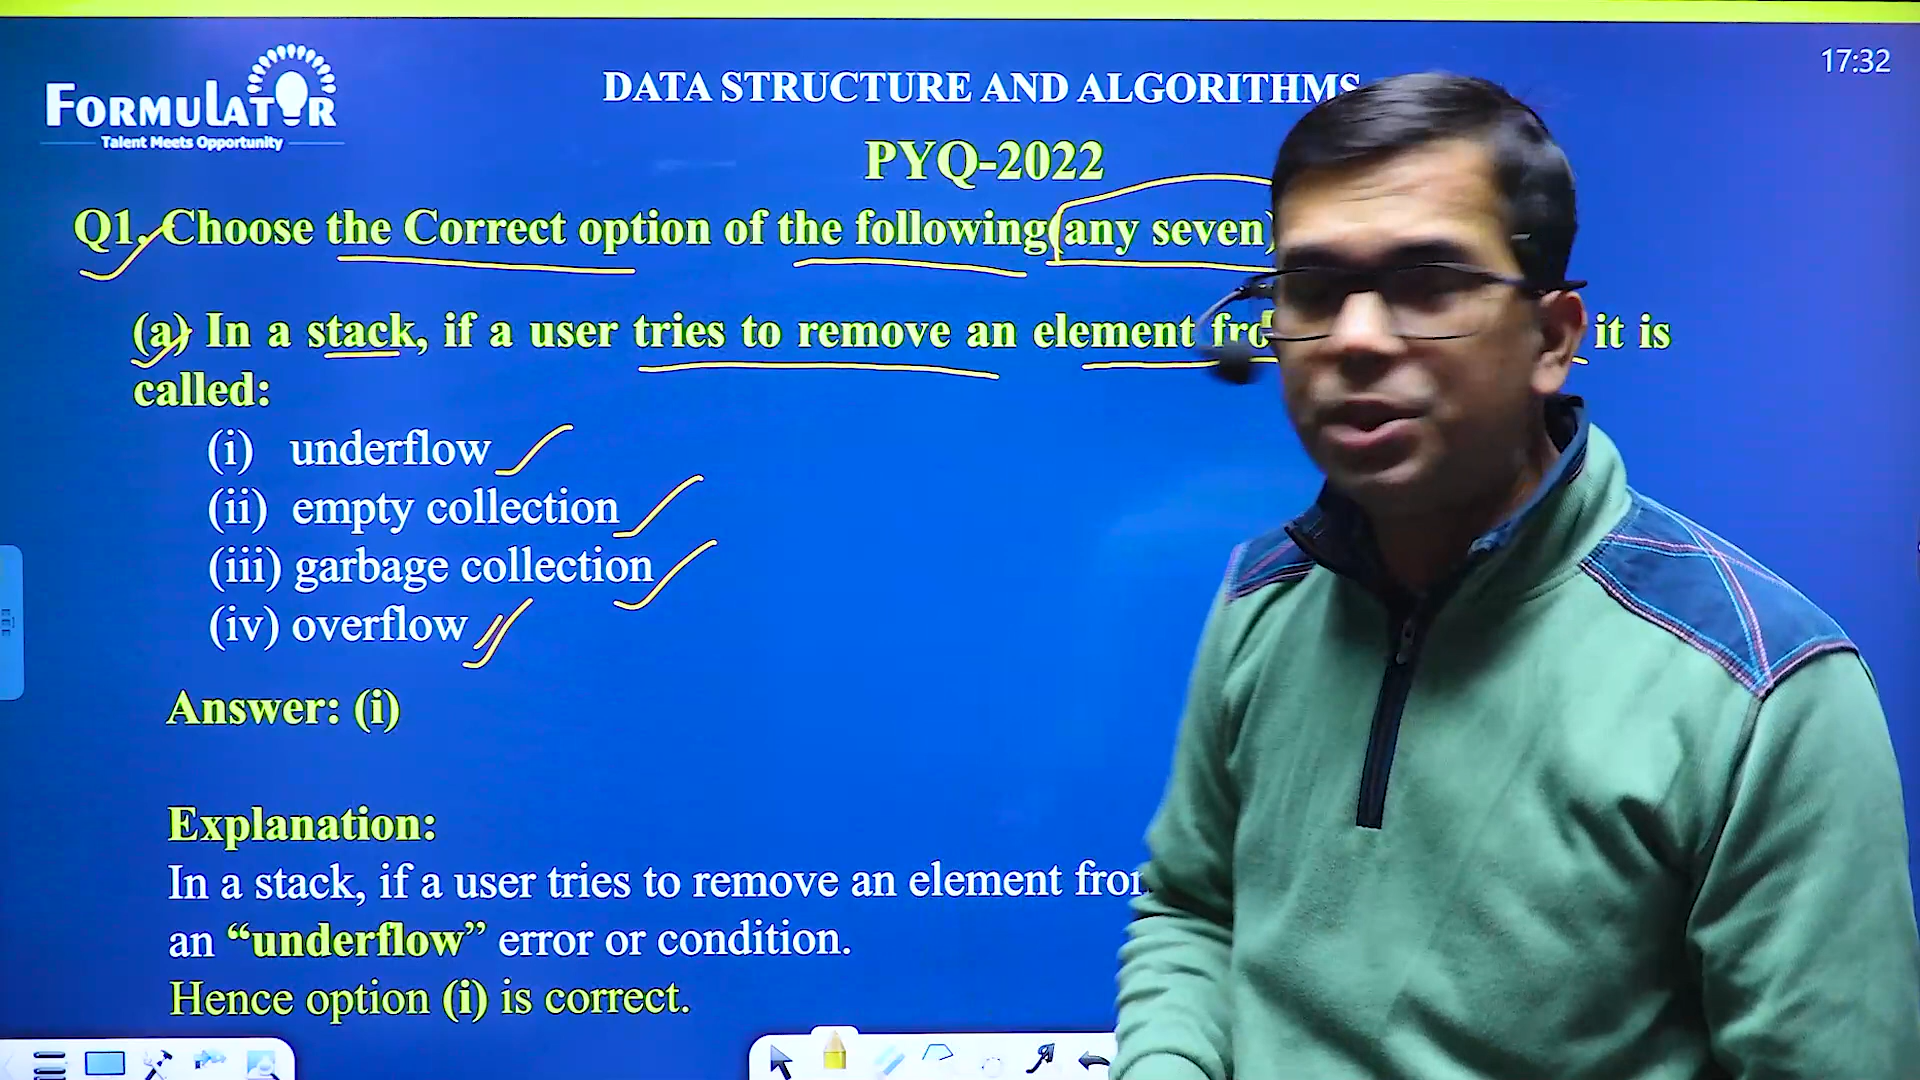 17:32
FORMULATOR
DATA STRUCTURE AND ALGORITHMS
Talent Meets Opportunity
PYQ-2022
Q1. Choose the Correct option of the following(any seven)
(a) In a stack, if a user tries to remove an element it is
called:
(i) underflow
(ii) empty collection
(iii) garbage collection
(iv) overflow
Answer: (i)
Explanation:
In a stack, if a user tries to remove an element from
an “underflow” error or condition.
Hence option (i) is correct.